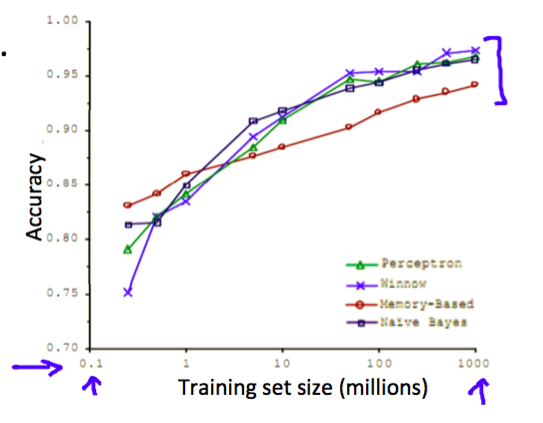 1.00
0.95
0.90
0.85
0.80
0.75
0.70
Accuracy
Perceptron
Winnow
Memory-Based
Naïve Bayes
0.1 1 10 100 1000
Training set size (millions)